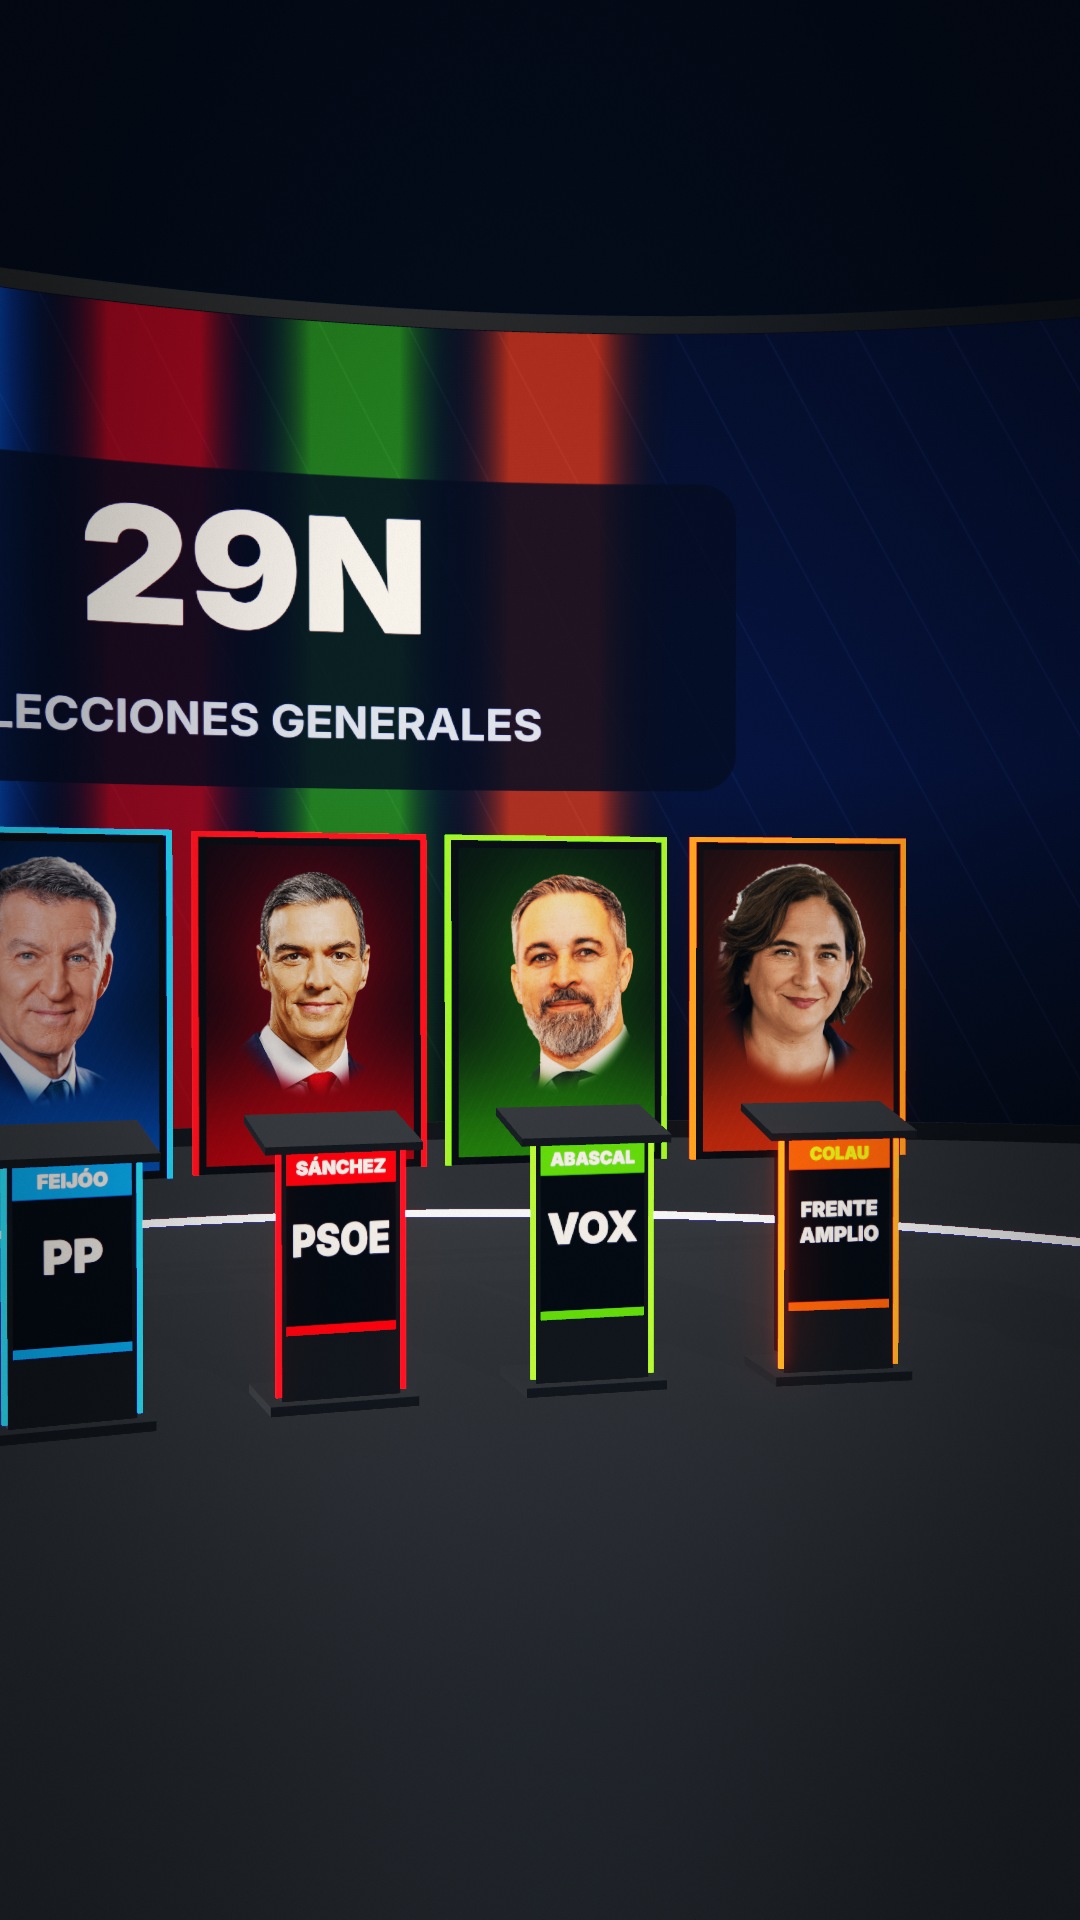 29N
LECCIONES GENERALES
FEIJÓO
PP
SÁNCHEZ
PSOE
ABASCAL
VOX
COLAU
FRENTE
AMPLIO